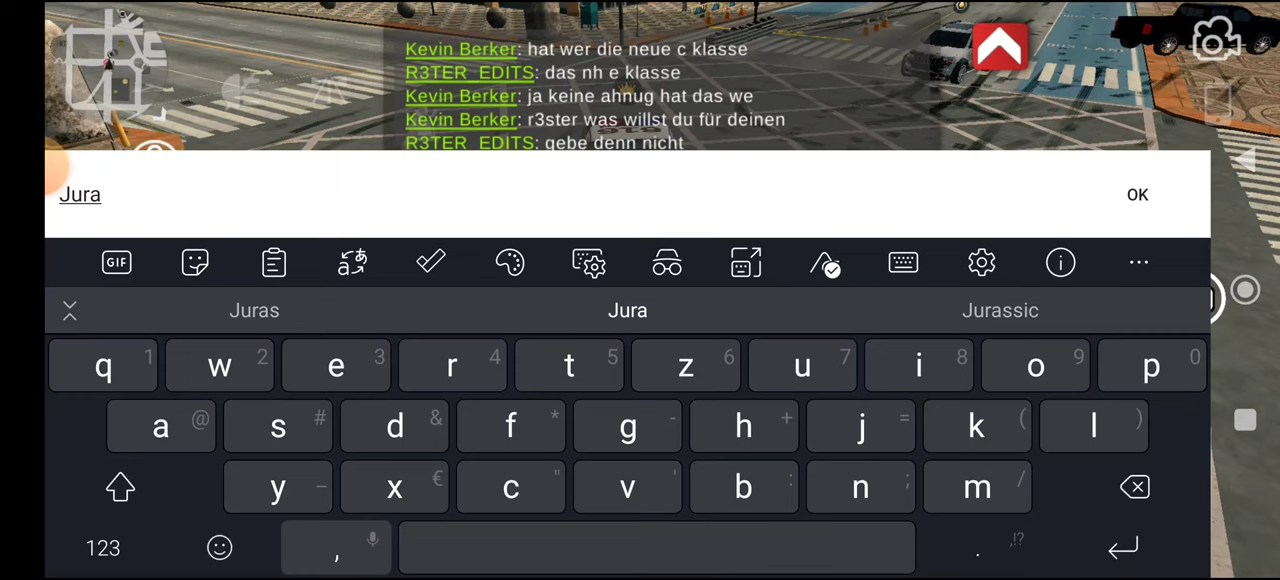 Kevin Berker: hat wer die neue c klasse
R3TER_EDITS: das nh e klasse
Kevin Berker: ja keine ahnug hat das we
Kevin Berker: r3ster was willst du für deinen
R3TER_EDITS: gebe denn nicht
Jura OK
GIF
Juras Jura Jurassic
q 1 w 2 e 3 r 4 t 5 z 6 u 7 i 8 o 9 p 0
a @ s # d & f * g - h + j = k ( l )
y _ x € c " v ' b : n ; m /
123 , . ,!?